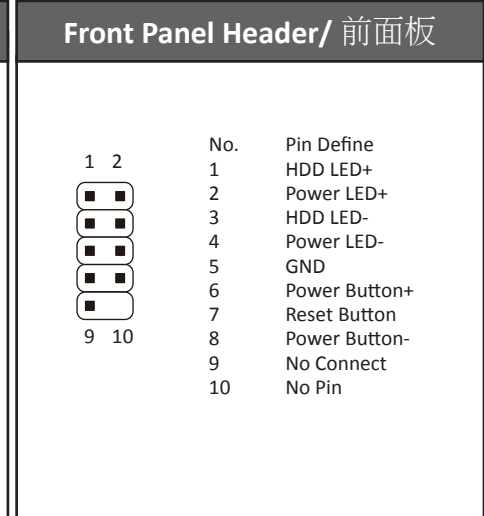 Front Panel Header/ 前面板
1 2
9 10
No. Pin Define
1 HDD LED+
2 Power LED+
3 HDD LED-
4 Power LED-
5 GND
6 Power Button+
7 Reset Button
8 Power Button-
9 No Connect
10 No Pin